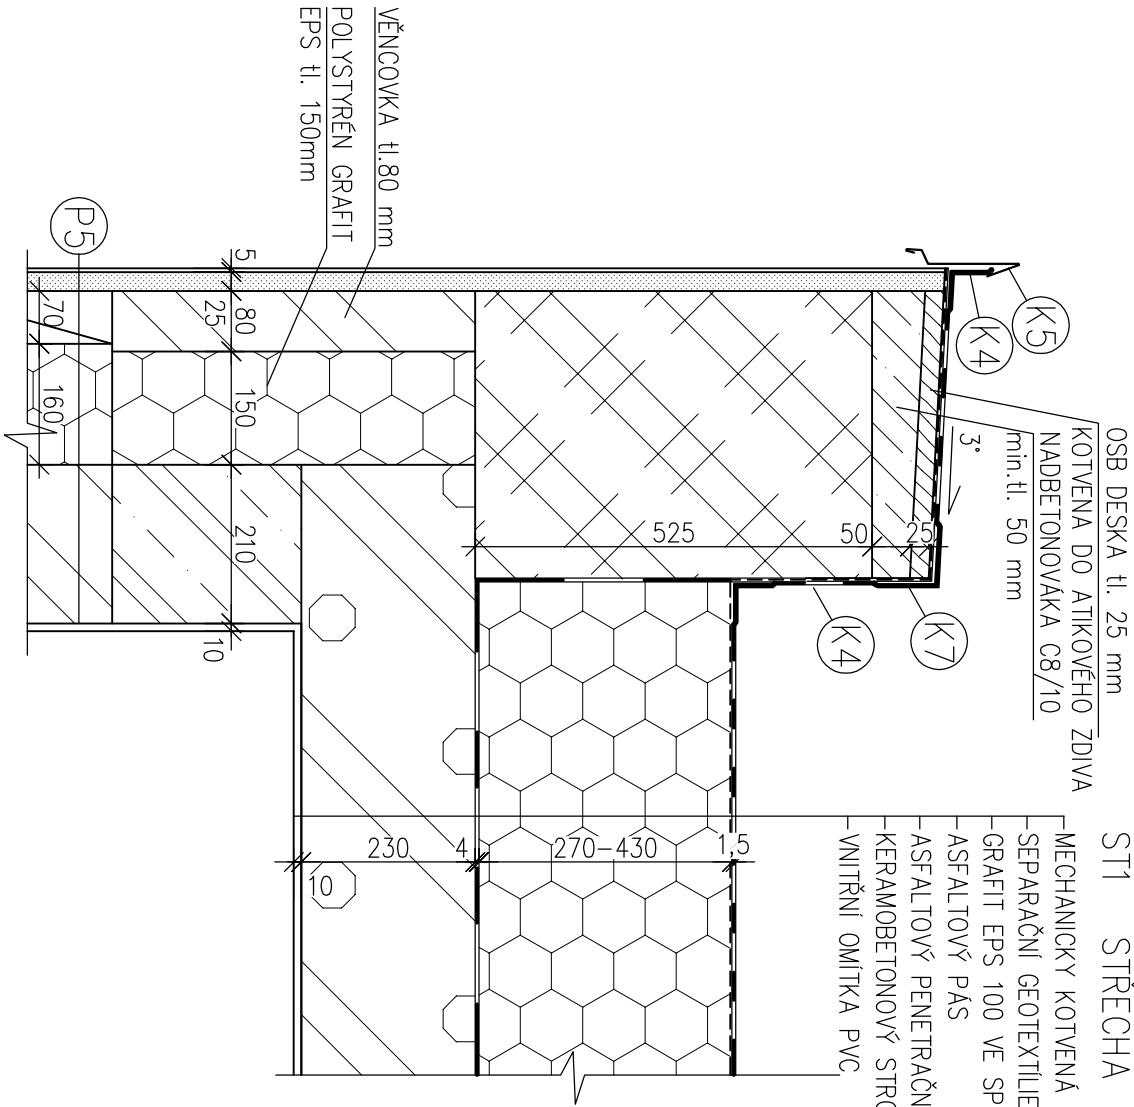 VĚNCOVKA tl.80 mm
POLYSTYRÉN GRAFIT
EPS tl. 150mm
P5
5
80
25
150
210
10
70
160
K5
K4
OSB DESKA tl. 25 mm
KOTVENA DO ATIKOVÉHO ZDIVA
NADBETONOVÁKA C8/10
min.tl. 50 mm
3°
525
50
25
K7
K4
ST1 STŘECHA
MECHANICKY KOTVENÁ
SEPARAČNÍ GEOTEXTÍLIE
GRAFIT EPS 100 VE SP
ASFALTOVÝ PÁS
ASFALTOVÝ PENETRAČN
KERAMOBETONOVÝ STRO
VNITŘNÍ OMÍTKA PVC
10
230
4
270-430
1,5